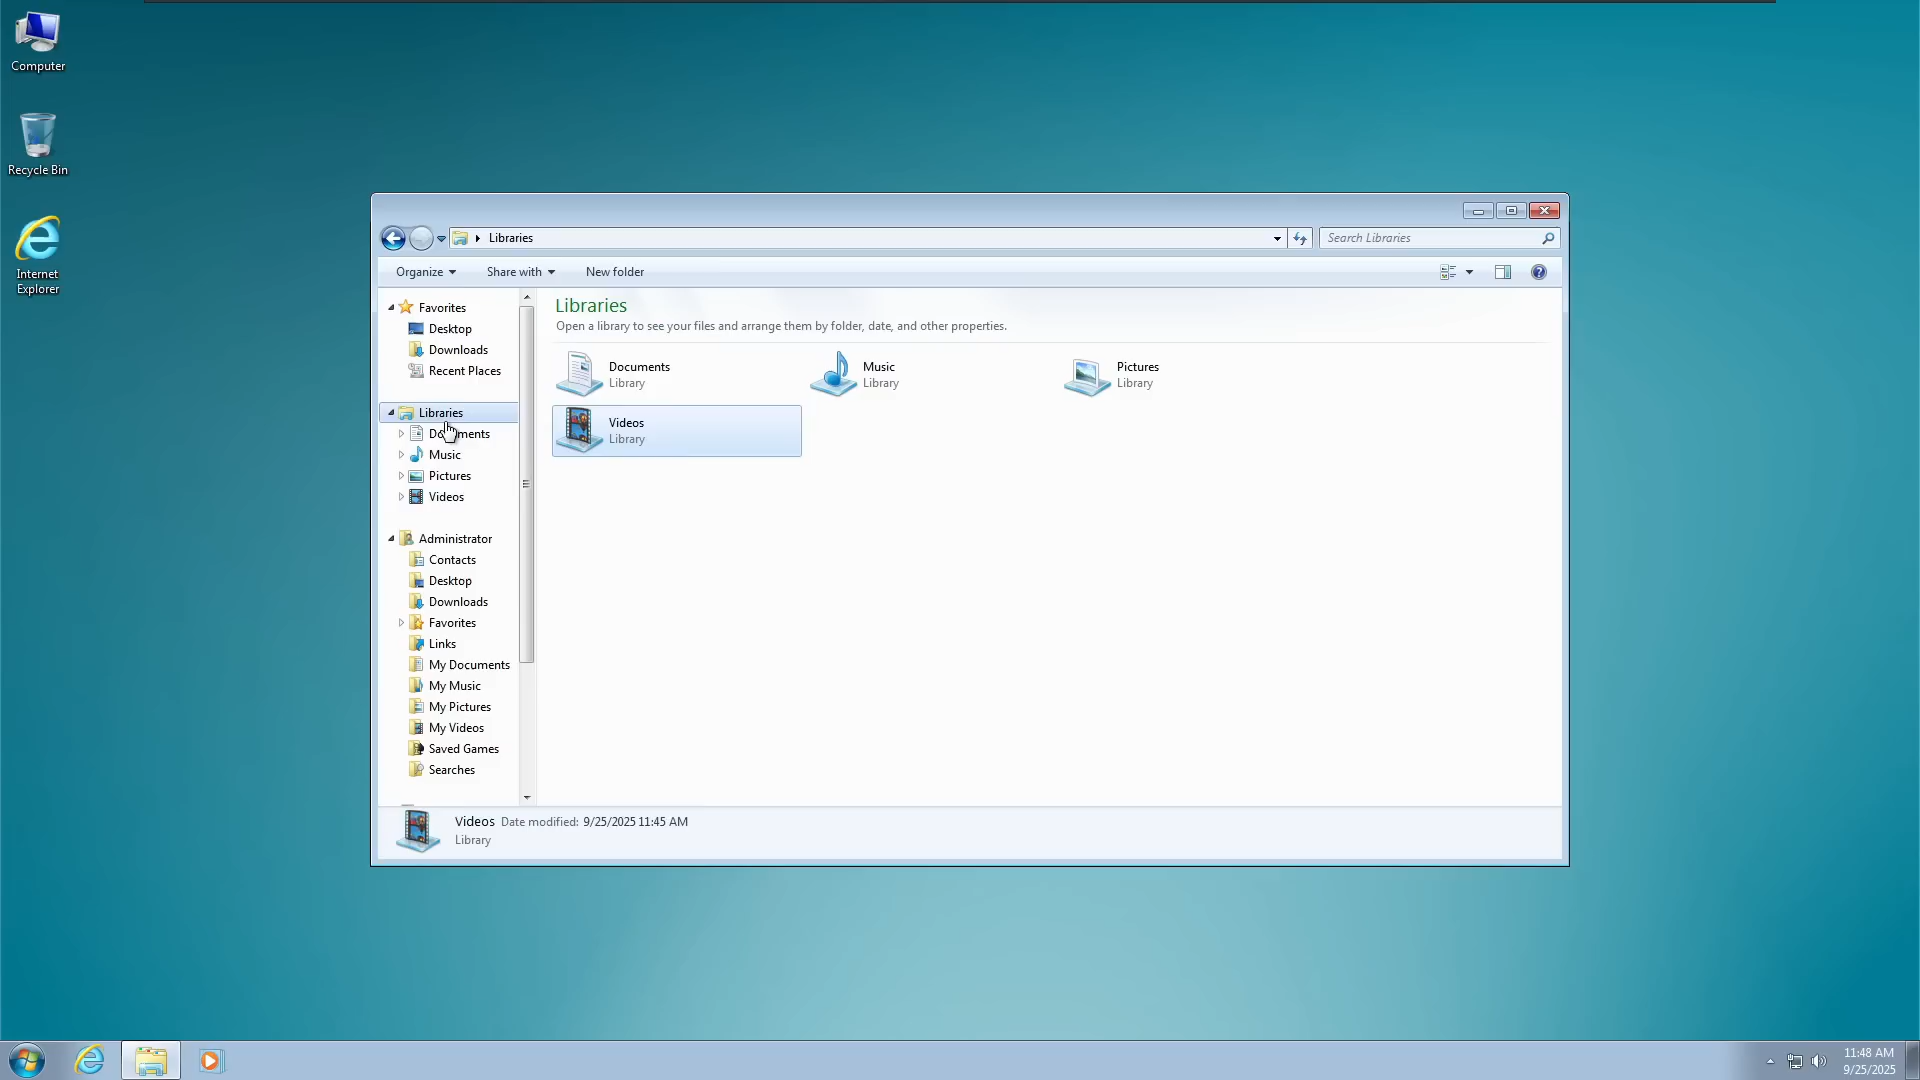 Computer
Recycle Bin
Internet
Explorer
Libraries
Search Libraries
Organize
Share with
New folder
Favorites
Desktop
Downloads
Recent Places
Libraries
Documents
Music
Pictures
Videos
Administrator
Contacts
Desktop
Downloads
Favorites
Links
My Documents
My Music
My Pictures
My Videos
Saved Games
Searches
Libraries
Open a library to see your files and arrange them by folder, date, and other properties.
Documents
Library
Music
Library
Pictures
Library
Videos
Library
Videos Date modified: 9/25/2025 11:45 AM
Library
11:48 AM
9/25/2025